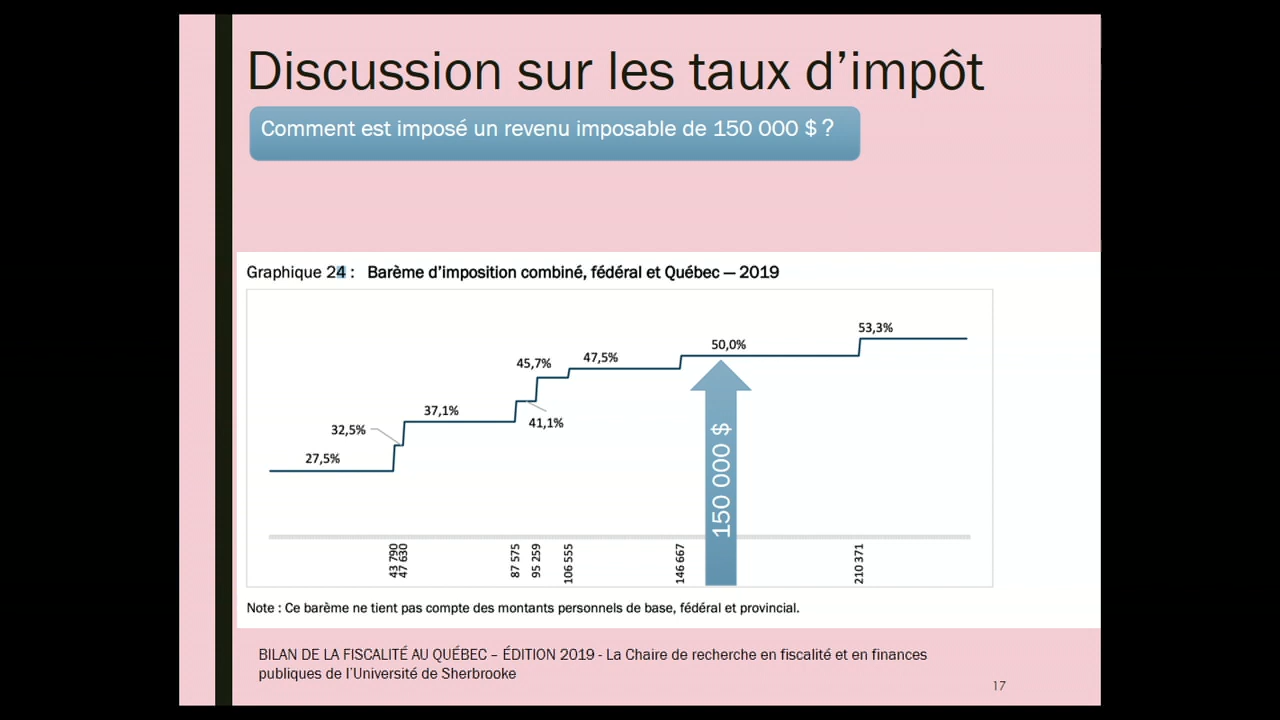 Discussion sur les taux d’impôt
Comment est imposé un revenu imposable de 150 000 $ ?
Graphique 24 : Barème d’imposition combiné, fédéral et Québec — 2019
53,3%
50,0%
45,7%
47,5%
37,1%
41,1%
32,5%
27,5%
150 000 $
43 790
47 630
87 575
95 259
106 555
146 667
210 371
Note : Ce barème ne tient pas compte des montants personnels de base, fédéral et provincial.
BILAN DE LA FISCALITÉ AU QUÉBEC – ÉDITION 2019 - La Chaire de recherche en fiscalité et en finances
publiques de l’Université de Sherbrooke
17